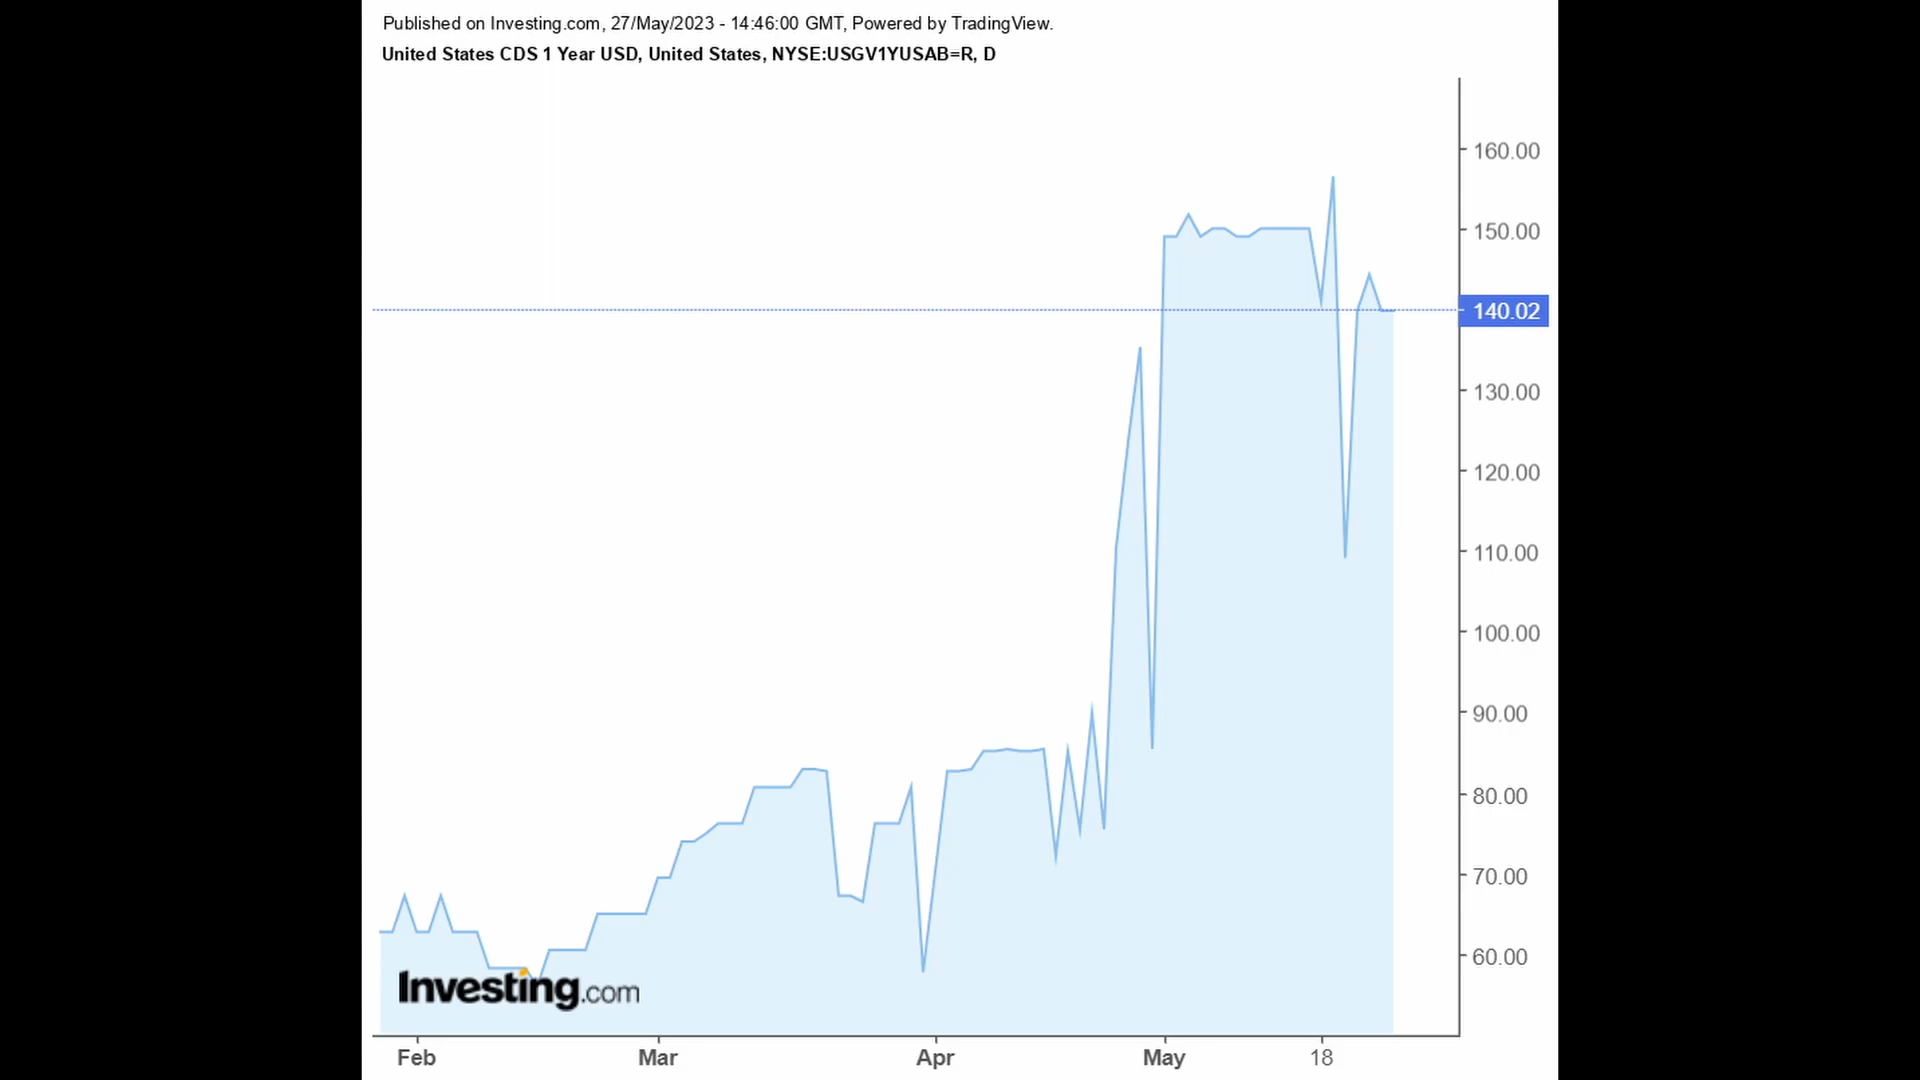 Published on Investing.com, 27/May/2023 - 14:46:00 GMT, Powered by TradingView.
United States CDS 1 Year USD, United States, NYSE:USGV1YUSAB=R, D
160.00
150.00
140.02
130.00
120.00
110.00
100.00
90.00
80.00
70.00
60.00
Investing.com
Feb Mar Apr May 18